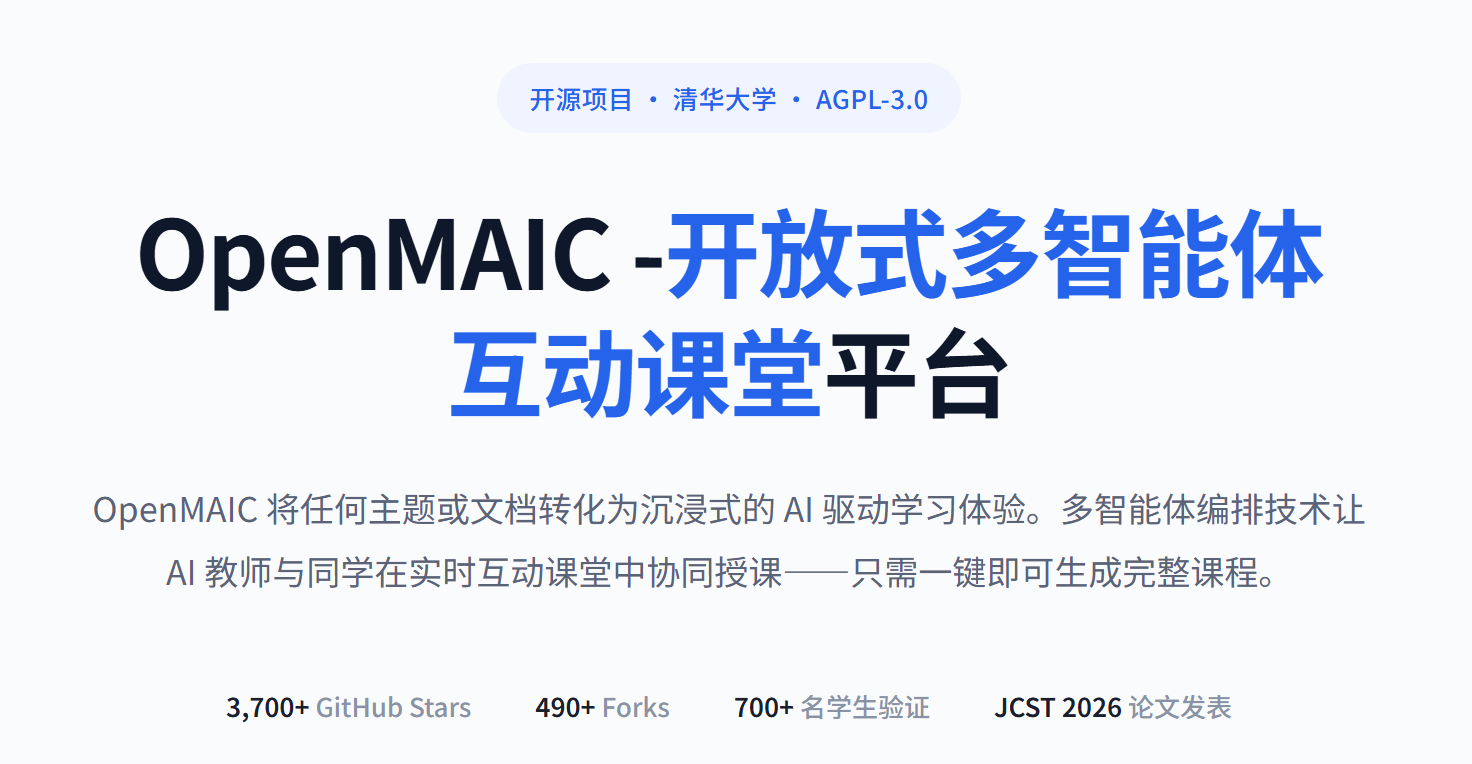 开源项目 · 清华大学 · AGPL-3.0
OpenMAIC -开放式多智能体
互动课堂平台
OpenMAIC 将任何主题或文档转化为沉浸式的 AI 驱动学习体验。多智能体编排技术让
AI 教师与同学在实时互动课堂中协同授课——只需一键即可生成完整课程。
3,700+ GitHub Stars 490+ Forks 700+ 名学生验证 JCST 2026 论文发表